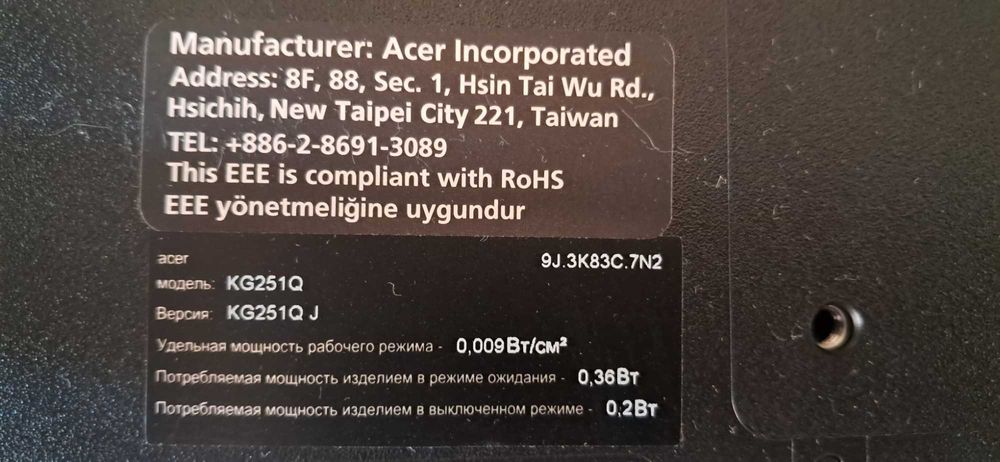 Manufacturer: Acer Incorporated
Address: 8F, 88, Sec. 1, Hsin Tai Wu Rd.,
Hsichih, New Taipei City 221, Taiwan
TEL: +886-2-8691-3089
This EEE is compliant with RoHS
EEE yönetmeliğine uygundur
acer 9J.3K83C.7N2
модель: KG251Q
Версия: KG251Q J
Удельная мощность рабочего режима - 0,009Вт/см²
Потребляемая мощность изделием в режиме ожидания - 0,36Вт
Потребляемая мощность изделием в выключенном режиме - 0,2Вт